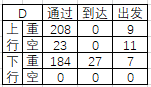 D 通过 到达 出发
上行 重 208 0 9
空 23 0 11
下行 重 184 27 7
空 0 0 0